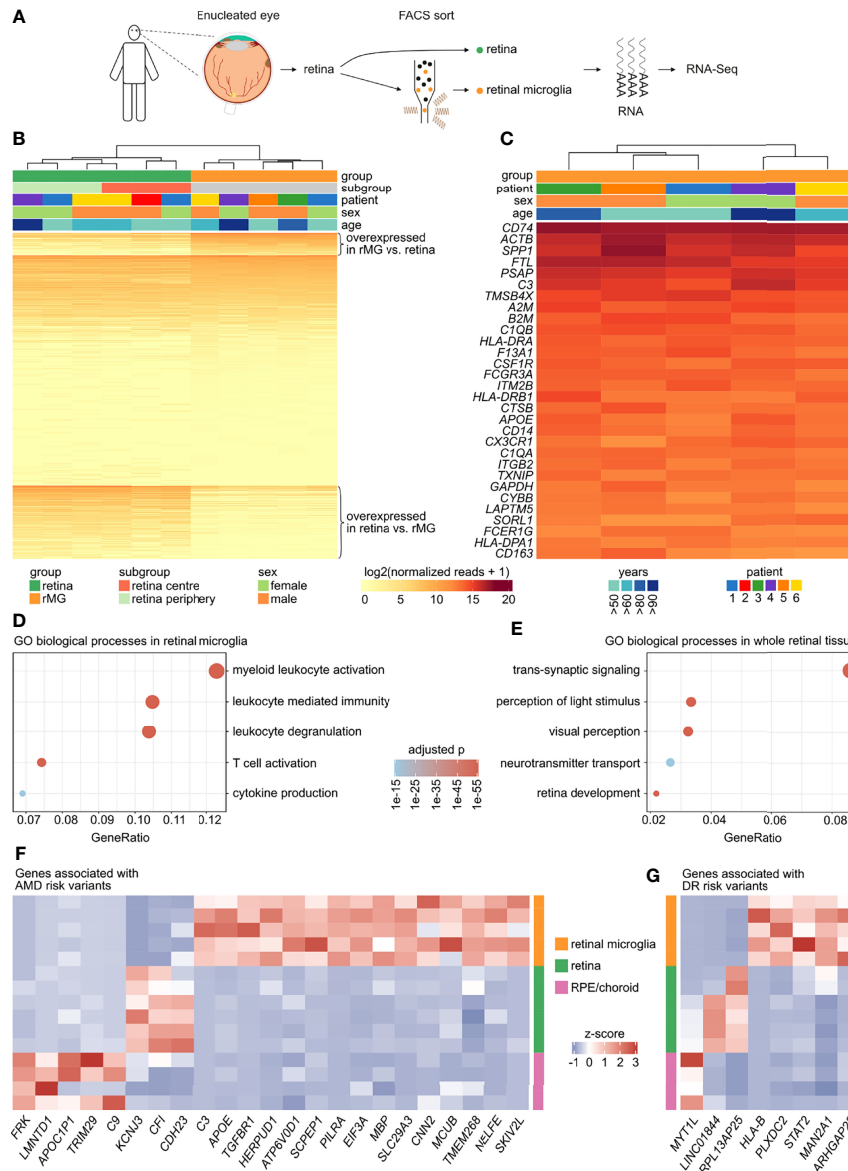 A
Enucleated eye
FACS sort
retina
retina
retinal microglia
RNA
RNA-Seq
B
group
subgroup
patient
sex
age
overexpressed
in rMG vs. retina
overexpressed
in retina vs. rMG
group
retina
rMG
subgroup
retina centre
retina periphery
sex
female
male
log2(normalized reads + 1)
0 5 10 15 20
C
group
patient
sex
age
CD74
ACTB
SPP1
FTL
PSAP
C3
TMSB4X
A2M
B2M
C1QB
HLA-DRA
F13A1
CSF1R
FCGR3A
ITM2B
HLA-DRB1
CTSB
APOE
CD14
CX3CR1
C1QA
ITGB2
TXNIP
GAPDH
CYBB
LAPTM5
SORL1
FCER1G
HLA-DPA1
CD163
years
>50
>60
>80
>90
patient
1 2 3 4 5 6
D
GO biological processes in retinal microglia
myeloid leukocyte activation
leukocyte mediated immunity
leukocyte degranulation
T cell activation
cytokine production
0.07 0.08 0.09 0.10 0.11 0.12
GeneRatio
adjusted p
1e-15
1e-25
1e-35
1e-45
1e-55
E
GO biological processes in whole retinal tissu
trans-synaptic signaling
perception of light stimulus
visual perception
neurotransmitter transport
retina development
0.02 0.04 0.06 0.08
GeneRatio
F
Genes associated with
AMD risk variants
retinal microglia
retina
RPE/choroid
z-score
-1 0 1 2 3
FRK
LMNTD1
APOC1P1
TRIM29
C9
KCNJ3
CFI
CDH23
C3
APOE
TGFBR1
HERPUD1
ATP6V0D1
SCPEP1
PILRA
EIF3A
MBP
SLC29A3
CNN2
MCUB
TMEM268
NELFE
SKIV2L
G
Genes associated with
DR risk variants
MYT1L
LINC01844
RPL13AP25
HLA-B
PLXDC2
STAT2
MAN2A1